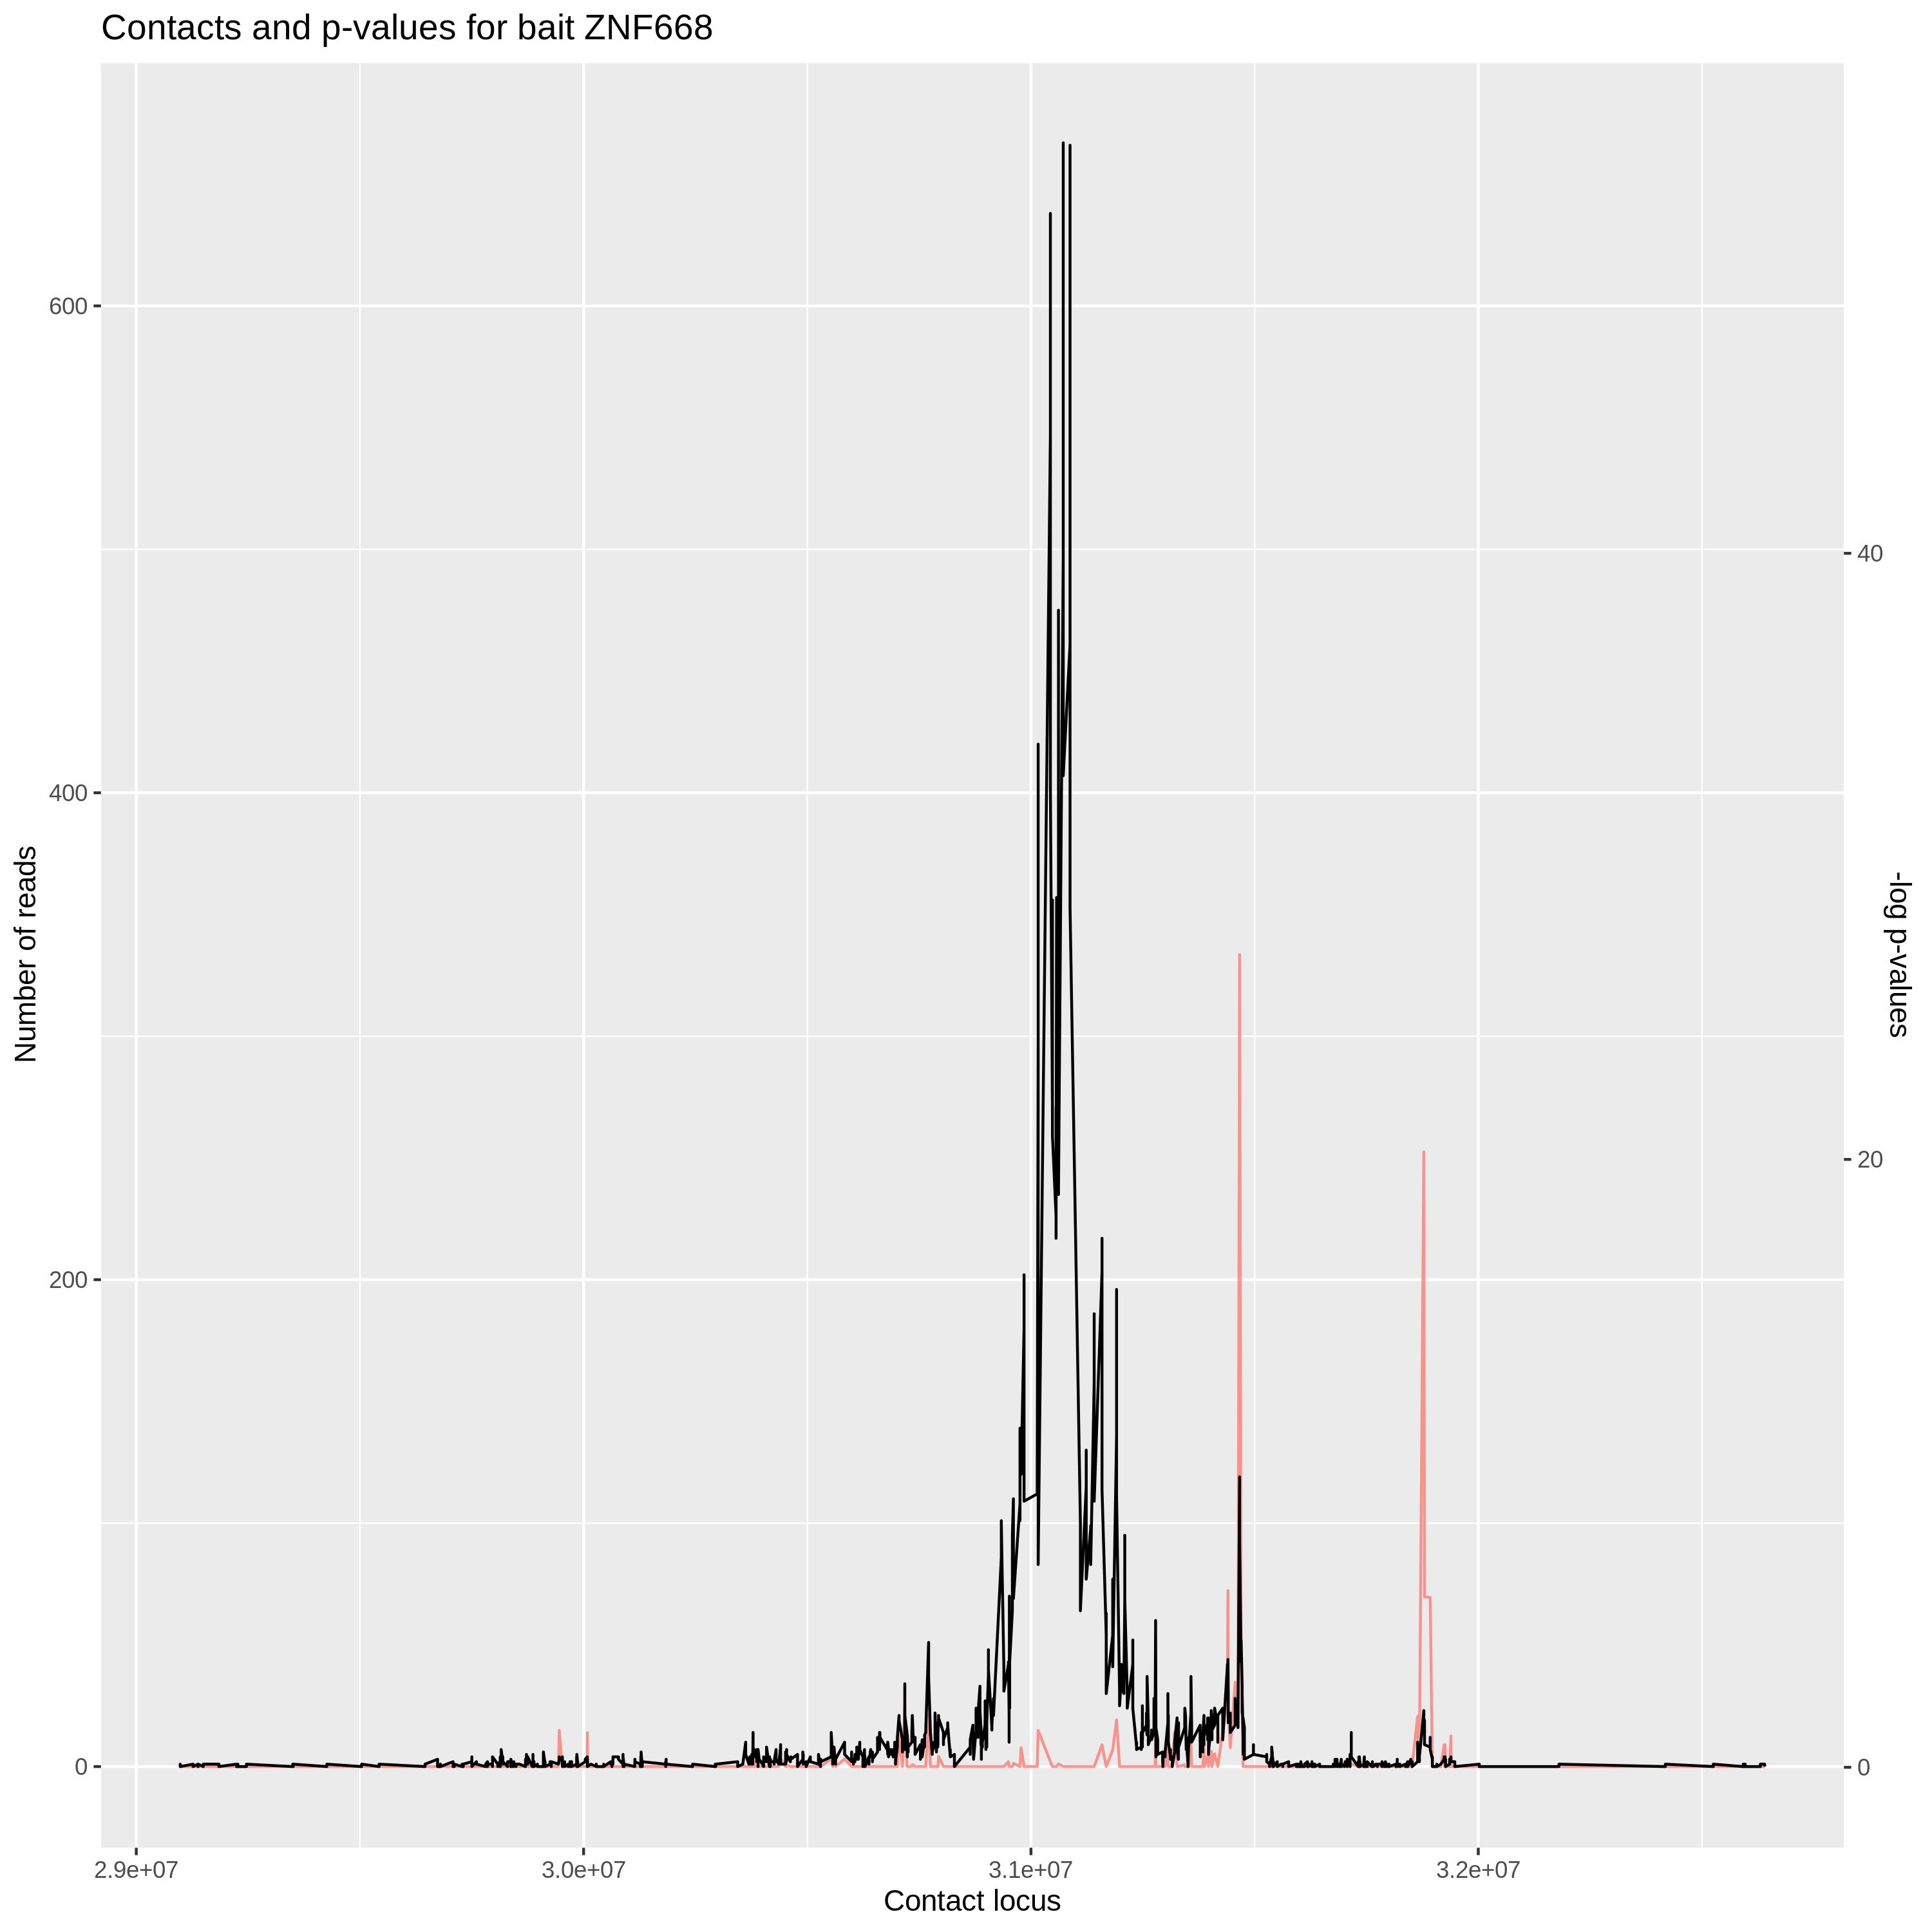 Contacts and p-values for bait ZNF668
600
400
200
0
Number of reads
40
20
0
-log p-values
2.9e+07
3.0e+07
3.1e+07
3.2e+07
Contact locus